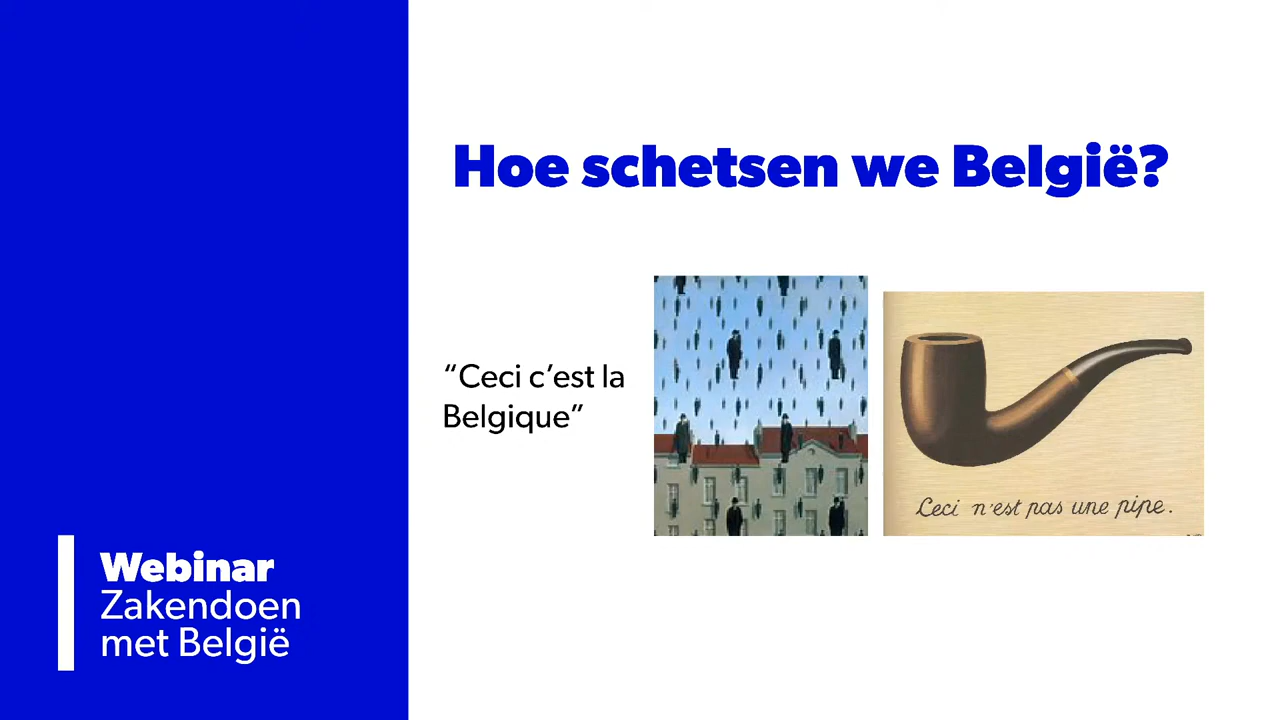 Hoe schetsen we België?
“Ceci c’est la
Belgique”
Ceci n'est pas une pipe.
Webinar
Zakendoen
met België